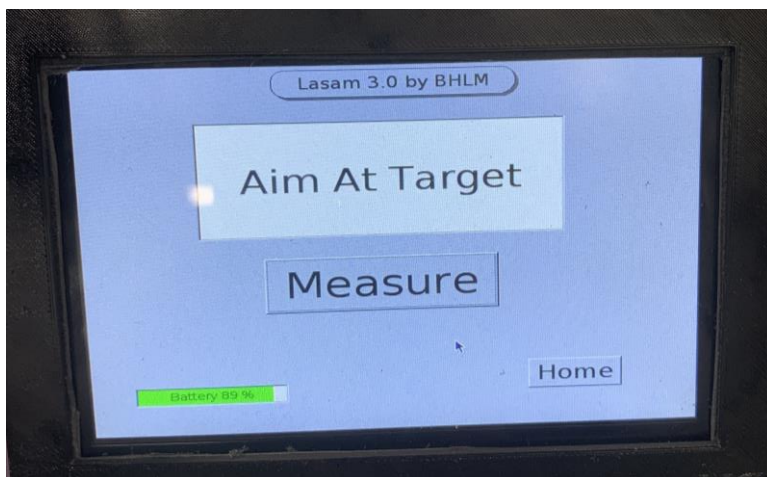 Lasam 3.0 by BHLM
Aim At Target
Measure
Home
Battery 89 %